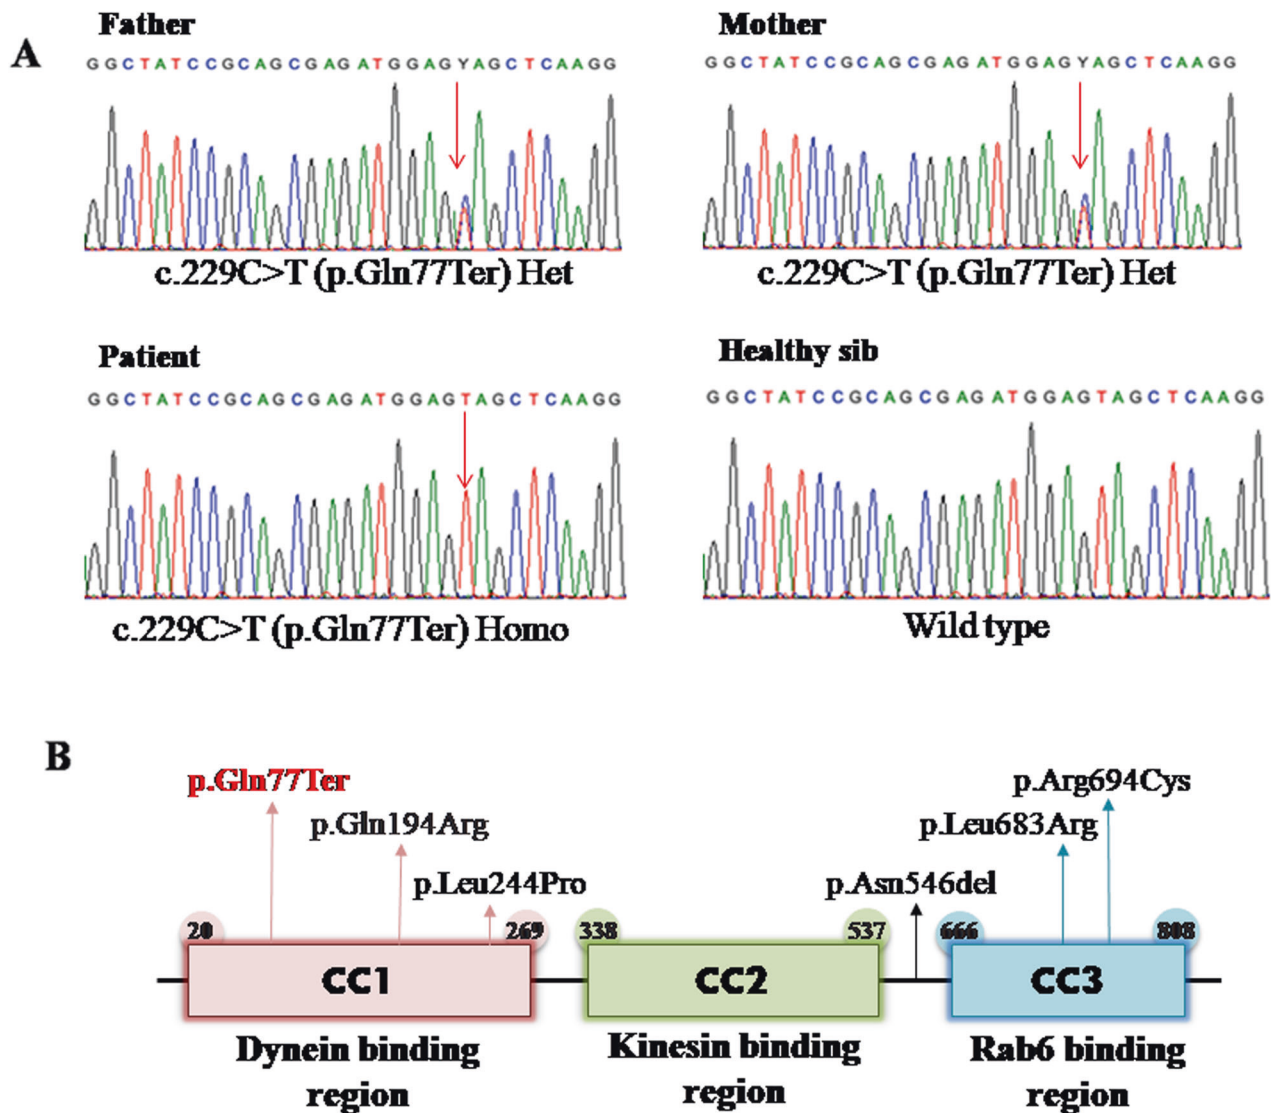 A
Father
GGCTATCCGCAGCGAGATGGAGYAGCTCAAGG
c.229C>T (p.Gln77Ter) Het
Mother
GGCTATCCGCAGCGAGATGGAGYAGCTCAAGG
c.229C>T (p.Gln77Ter) Het
Patient
GGCTATCCGCAGCGAGATGGAGTAGCTCAAGG
c.229C>T (p.Gln77Ter) Homo
Healthy sib
GGCTATCCGCAGCGAGATGGAGTAGCTCAAGG
Wild type
B
p.Gln77Ter
p.Gln194Arg
p.Leu244Pro
p.Asn546del
p.Leu683Arg
p.Arg694Cys
20
269
338
537
666
808
CC1
CC2
CC3
Dynein binding
region
Kinesin binding
region
Rab6 binding
region